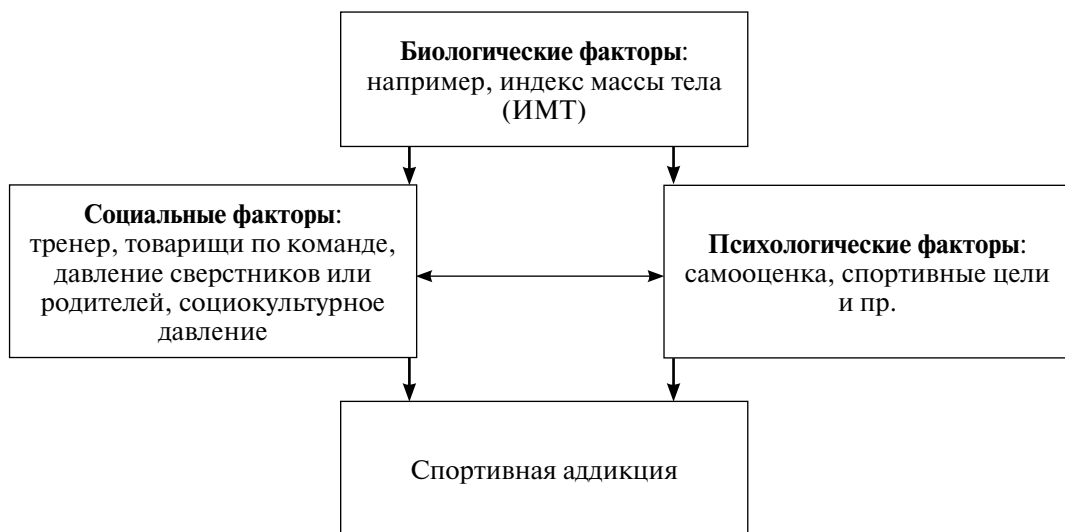 Биологические факторы:
например, индекс массы тела
(ИМТ)
Социальные факторы:
тренер, товарищи по команде,
давление сверстников или
родителей, социокультурное
давление
Психологические факторы:
самооценка, спортивные цели
и пр.
Спортивная аддикция